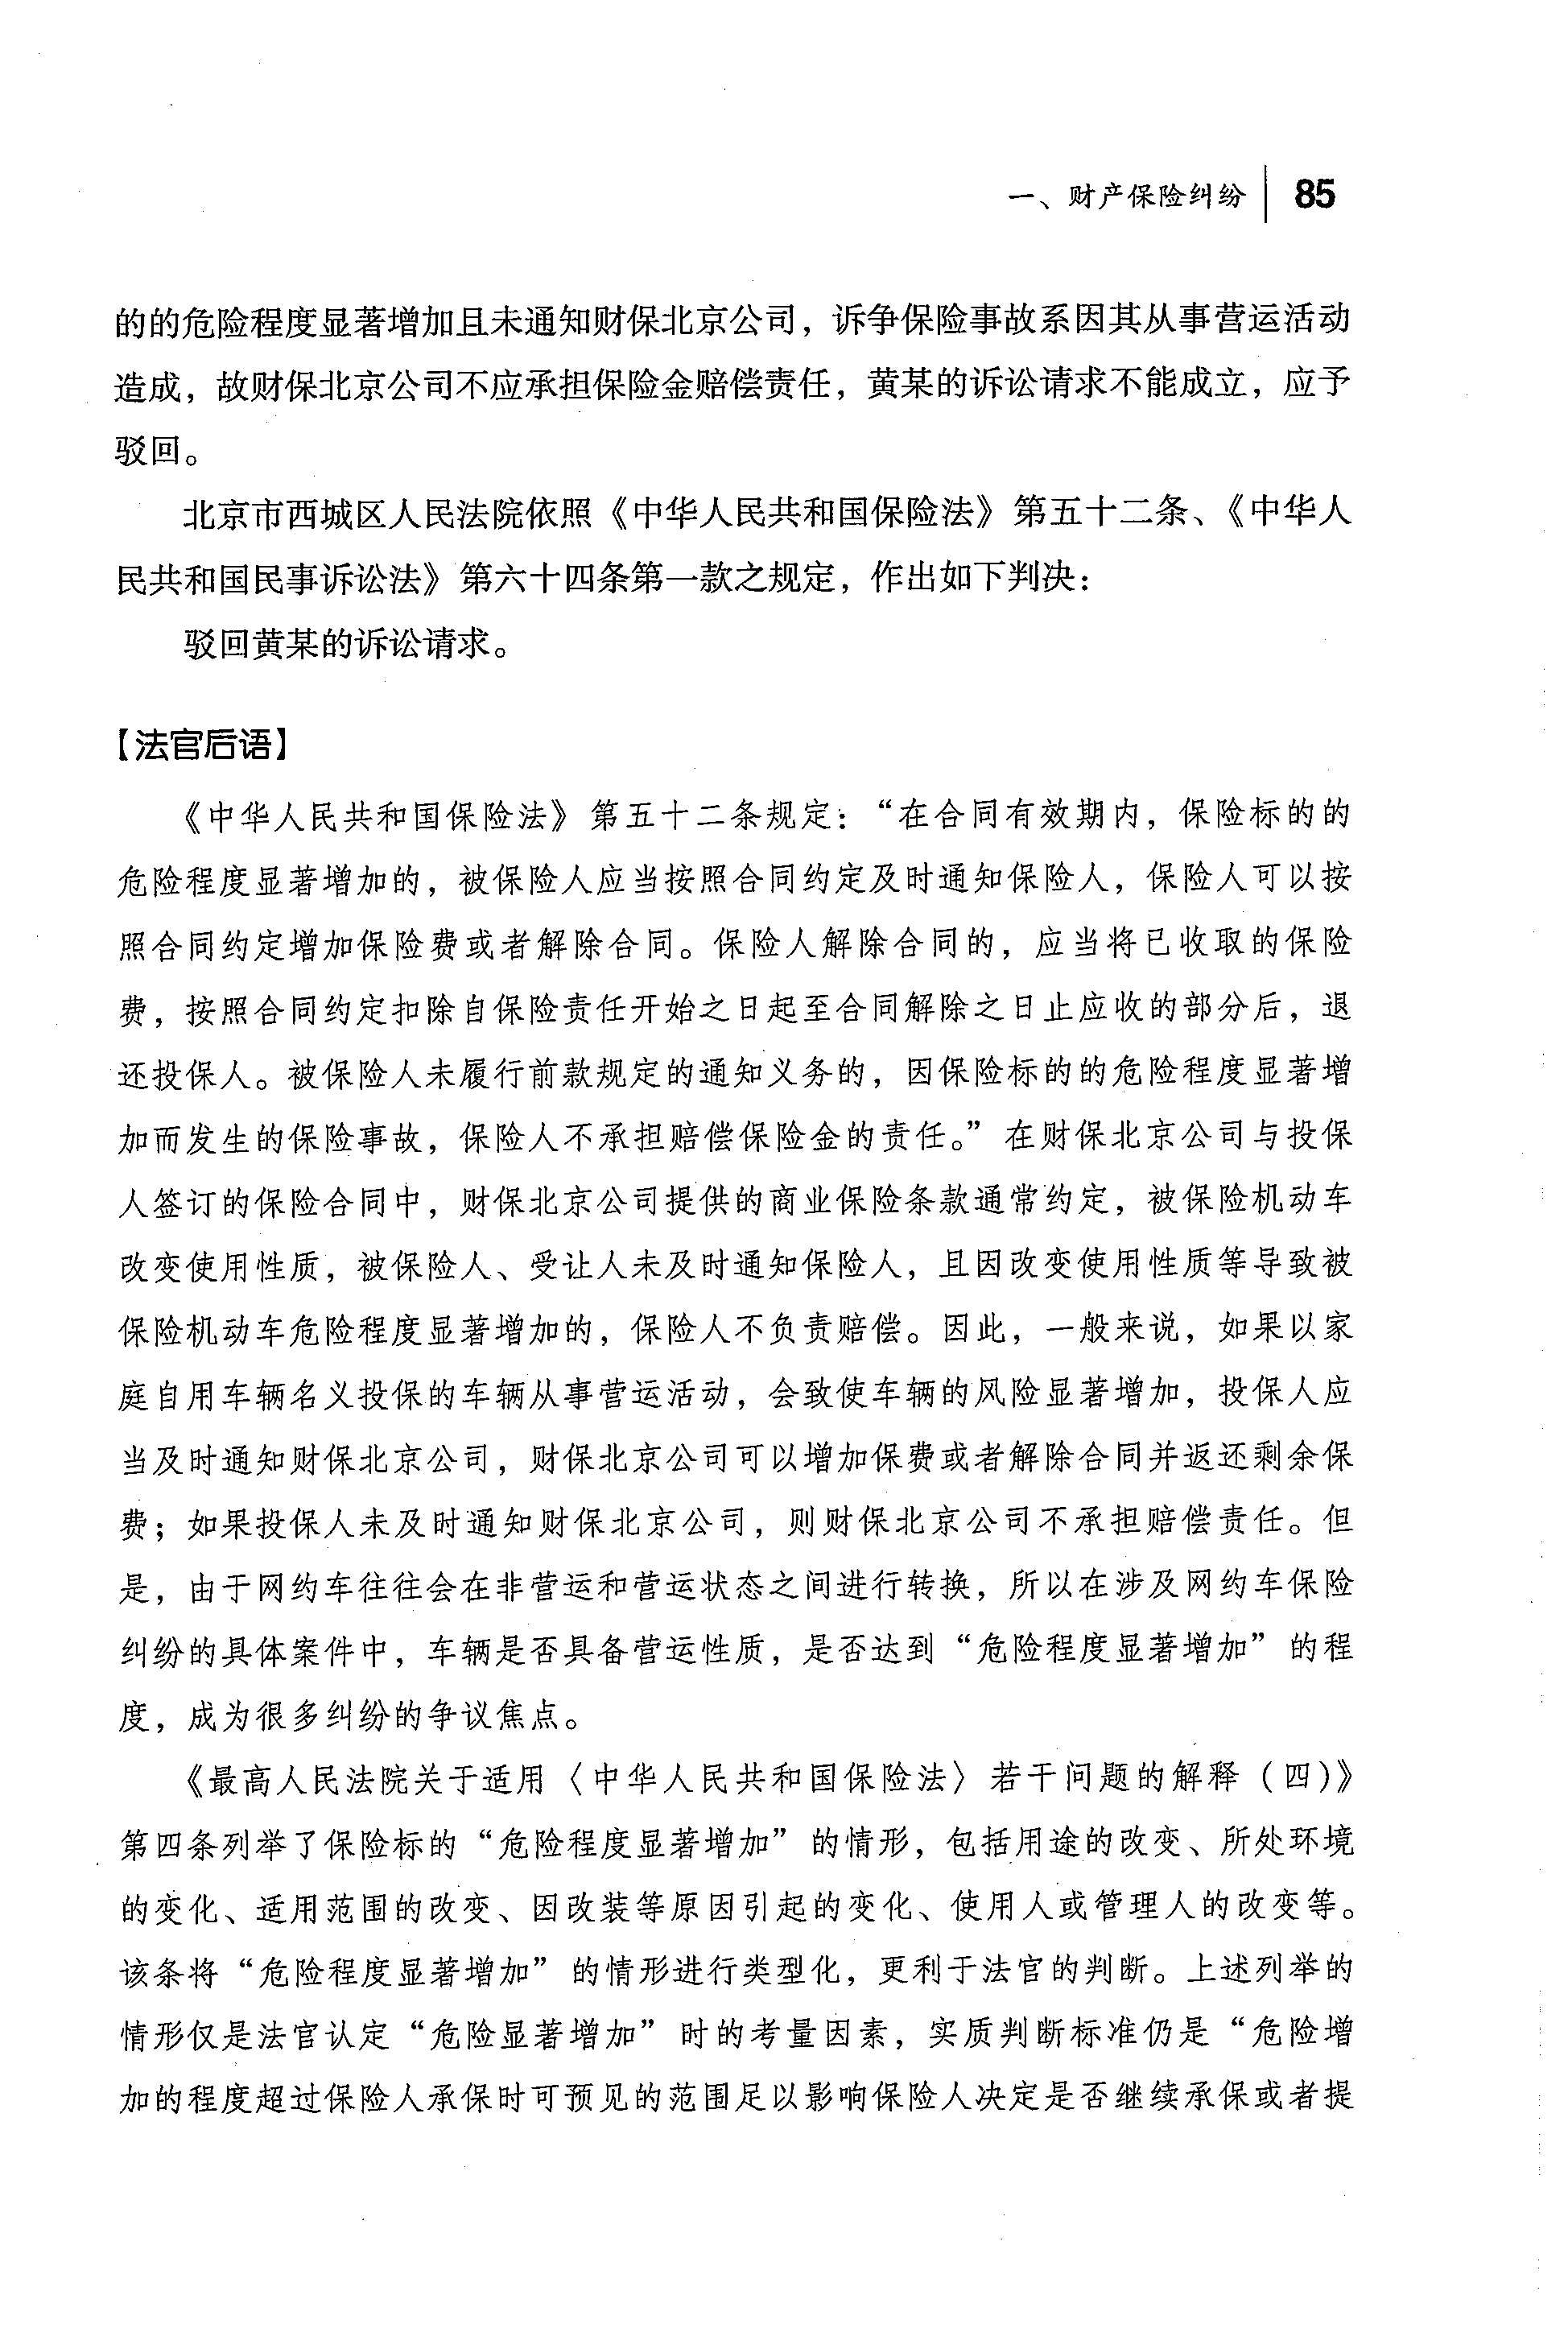 一、财产保险纠纷 85
的的危险程度显著增加且未通知财保北京公司，诉争保险事故系因其从事营运活动
造成，故财保北京公司不应承担保险金赔偿责任，黄某的诉讼请求不能成立，应予
驳回。
北京市西城区人民法院依照《中华人民共和国保险法》第五十二条、《中华人
民共和国民事诉讼法》第六十四条第一款之规定，作出如下判决：
驳回黄某的诉讼请求。
【法官后语】
《中华人民共和国保险法》第五十二条规定：“在合同有效期内，保险标的的
危险程度显著增加的，被保险人应当按照合同约定及时通知保险人，保险人可以按
照合同约定增加保险费或者解除合同。保险人解除合同的，应当将已收取的保险
费，按照合同约定扣除自保险责任开始之日起至合同解除之日止应收的部分后，退
还投保人。被保险人未履行前款规定的通知义务的，因保险标的的危险程度显著增
加而发生的保险事故，保险人不承担赔偿保险金的责任。”在财保北京公司与投保
人签订的保险合同中，财保北京公司提供的商业保险条款通常约定，被保险机动车
改变使用性质，被保险人、受让人未及时通知保险人，且因改变使用性质等导致被
保险机动车危险程度显著增加的，保险人不负责赔偿。因此，一般来说，如果以家
庭自用车辆名义投保的车辆从事营运活动，会致使车辆的风险显著增加，投保人应
当及时通知财保北京公司，财保北京公司可以增加保费或者解除合同并返还剩余保
费；如果投保人未及时通知财保北京公司，则财保北京公司不承担赔偿责任。但
是，由于网约车往往会在非营运和营运状态之间进行转换，所以在涉及网约车保险
纠纷的具体案件中，车辆是否具备营运性质，是否达到“危险程度显著增加”的程
度，成为很多纠纷的争议焦点。
《最高人民法院关于适用〈中华人民共和国保险法〉若干问题的解释（四）》
第四条列举了保险标的“危险程度显著增加”的情形，包括用途的改变、所处环境
的变化、适用范围的改变、因改装等原因引起的变化、使用人或管理人的改变等。
该条将“危险程度显著增加”的情形进行类型化，更利于法官的判断。上述列举的
情形仅是法官认定“危险显著增加”时的考量因素，实质判断标准仍是“危险增
加的程度超过保险人承保时可预见的范围足以影响保险人决定是否继续承保或者提